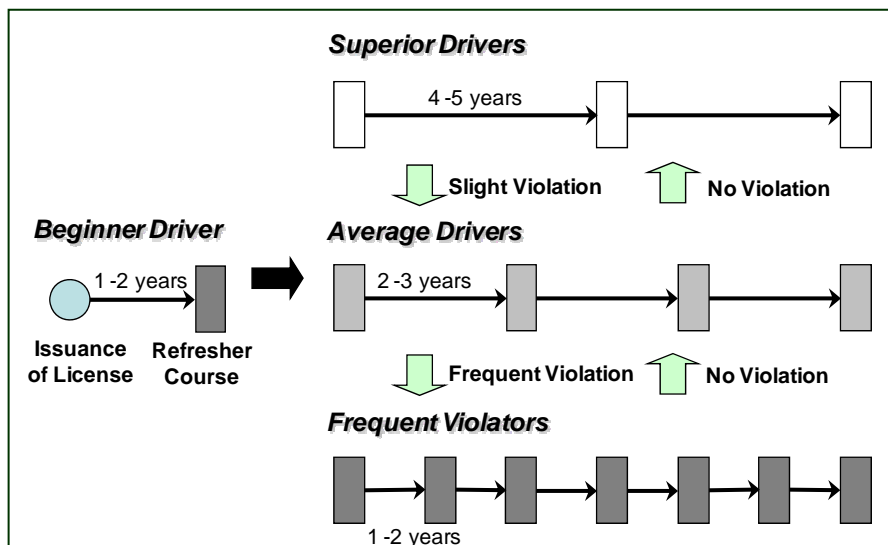 Superior Drivers
4 -5 years
Slight Violation
No Violation
Beginner Driver
Average Drivers
1 -2 years
2 -3 years
Issuance
of License
Refresher
Course
Frequent Violation
No Violation
Frequent Violators
1 -2 years